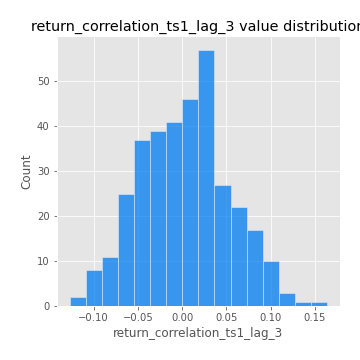 return_correlation_ts1_lag_3 value distribution
50
40
30
20
10
0
Count
−0.10 −0.05 0.00 0.05 0.10 0.15
return_correlation_ts1_lag_3